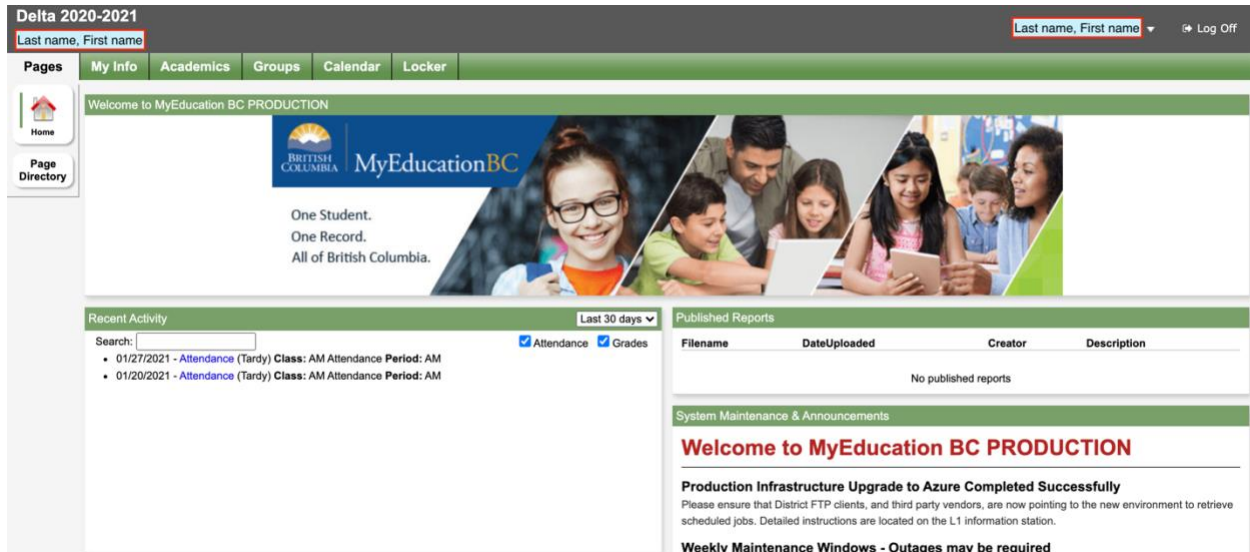 Delta 2020-2021
Last name, First name
Last name, First name
Log Off
Pages
My Info
Academics
Groups
Calendar
Locker
Home
Page
Directory
Welcome to MyEducation BC PRODUCTION
BRITISH
COLUMBIA
MyEducationBC
One Student.
One Record.
All of British Columbia.
Recent Activity
Last 30 days
Search:
Attendance
Grades
01/27/2021 - Attendance (Tardy) Class: AM Attendance Period: AM
01/20/2021 - Attendance (Tardy) Class: AM Attendance Period: AM
Published Reports
Filename DateUploaded Creator Description
No published reports
System Maintenance & Announcements
Welcome to MyEducation BC PRODUCTION
Production Infrastructure Upgrade to Azure Completed Successfully
Please ensure that District FTP clients, and third party vendors, are now pointing to the new environment to retrieve
scheduled jobs. Detailed instructions are located on the L1 information station.
Weekly Maintenance Windows - Outages may be required